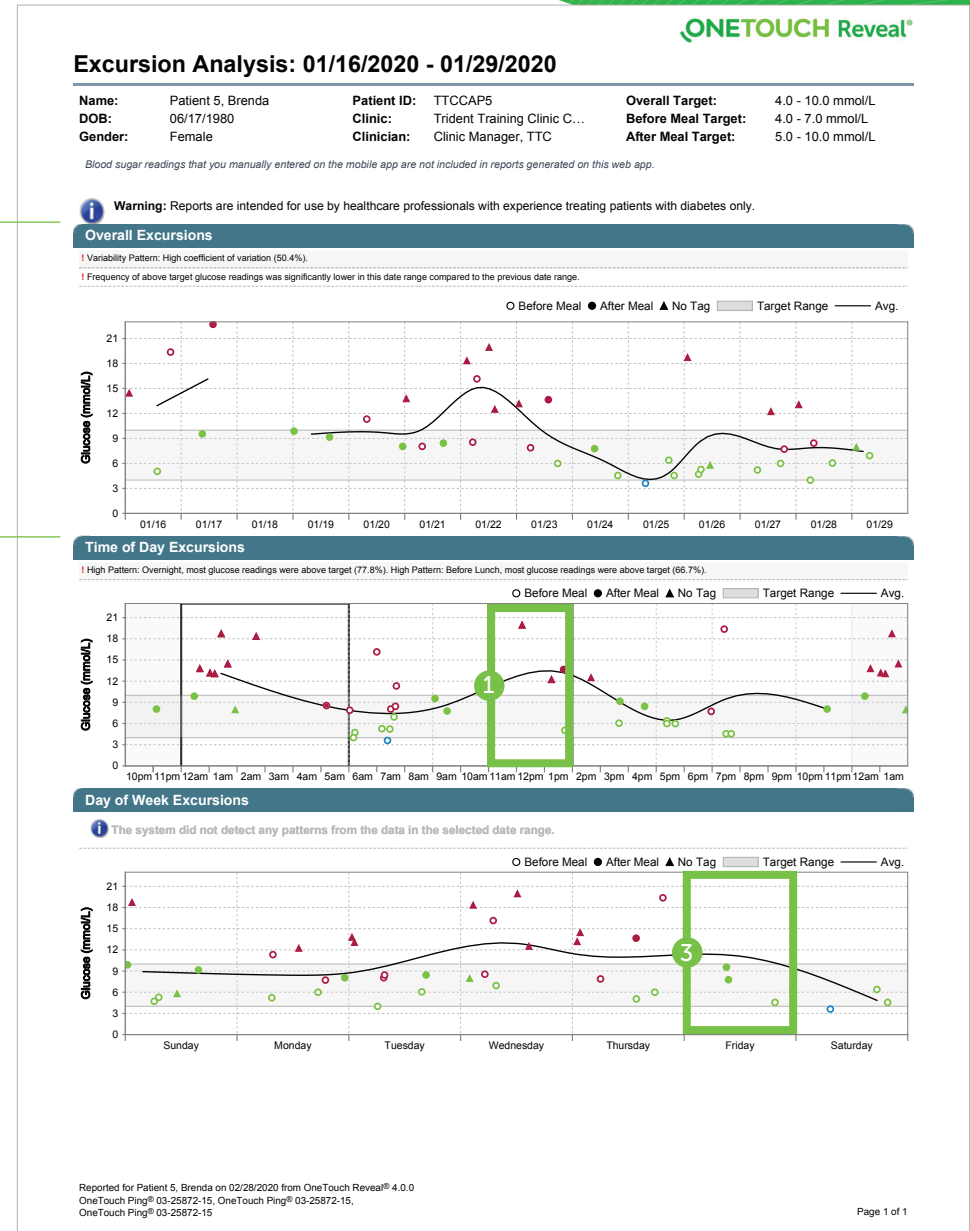 ONETOUCH Reveal®
Excursion Analysis: 01/16/2020 - 01/29/2020
Name: Patient 5, Brenda Patient ID: TTCCAP5 Overall Target: 4.0 - 10.0 mmol/L
DOB: 06/17/1980 Clinic: Trident Training Clinic C... Before Meal Target: 4.0 - 7.0 mmol/L
Gender: Female Clinician: Clinic Manager, TTC After Meal Target: 5.0 - 10.0 mmol/L
Blood sugar readings that you manually entered on the mobile app are not included in reports generated on this web app.
i Warning: Reports are intended for use by healthcare professionals with experience treating patients with diabetes only.
Overall Excursions
! Variability Pattern: High coefficient of variation (50.4%).
! Frequency of above target glucose readings was significantly lower in this date range compared to the previous date range.
Before Meal After Meal No Tag Target Range Avg.
Glucose (mmol/L)
21
18
15
12
9
6
3
0
01/16 01/17 01/18 01/19 01/20 01/21 01/22 01/23 01/24 01/25 01/26 01/27 01/28 01/29
Time of Day Excursions
! High Pattern: Overnight, most glucose readings were above target (77.8%). High Pattern: Before Lunch, most glucose readings were above target (66.7%).
Before Meal After Meal No Tag Target Range Avg.
Glucose (mmol/L)
21
18
15
12
9
6
3
0
1
10pm 11pm 12am 1am 2am 3am 4am 5am 6am 7am 8am 9am 10am 11am 12pm 1pm 2pm 3pm 4pm 5pm 6pm 7pm 8pm 9pm 10pm 11pm 12am 1am
Day of Week Excursions
i The system did not detect any patterns from the data in the selected date range.
Before Meal After Meal No Tag Target Range Avg.
Glucose (mmol/L)
21
18
15
12
9
6
3
0
3
Sunday Monday Tuesday Wednesday Thursday Friday Saturday
Reported for Patient 5, Brenda on 02/28/2020 from OneTouch Reveal® 4.0.0
OneTouch Ping® 03-25872-15, OneTouch Ping® 03-25872-15,
OneTouch Ping® 03-25872-15
Page 1 of 1